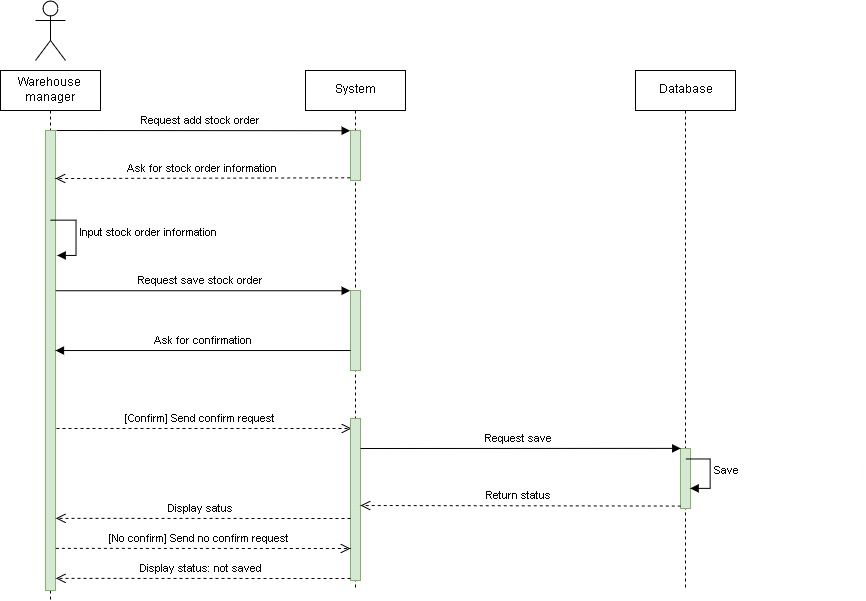 Warehouse
manager
System
Database
Request add stock order
Ask for stock order information
Input stock order information
Request save stock order
Ask for confirmation
[Confirm] Send confirm request
Request save
Save
Return status
Display satus
[No confirm] Send no confirm request
Display status: not saved